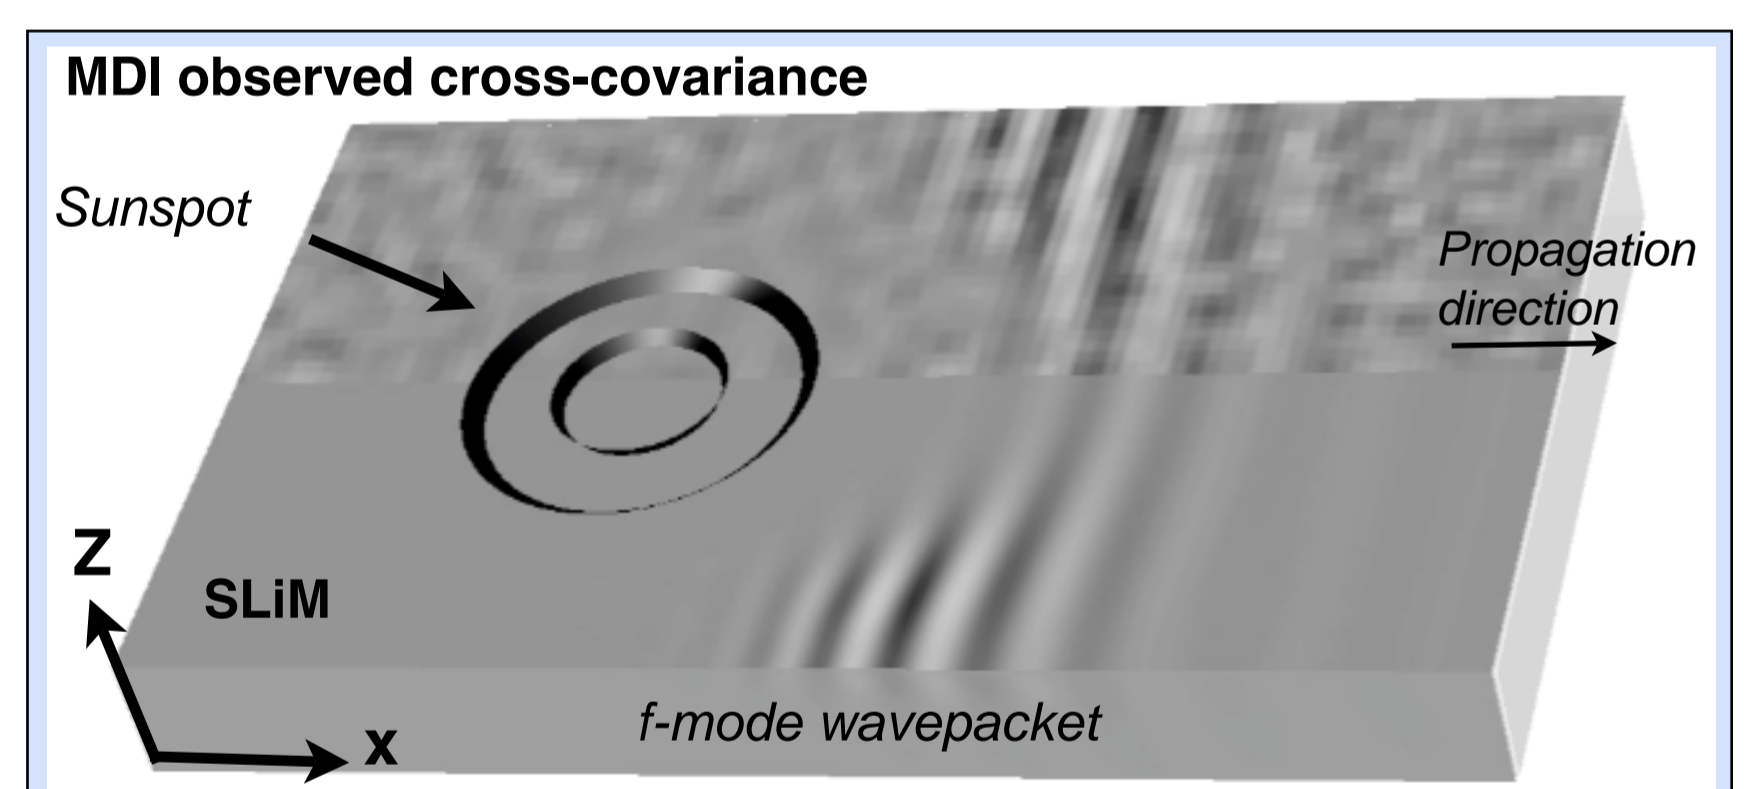 MDI observed cross-covariance
Sunspot
Propagation
direction
Z
SLiM
f-mode wavepacket
x